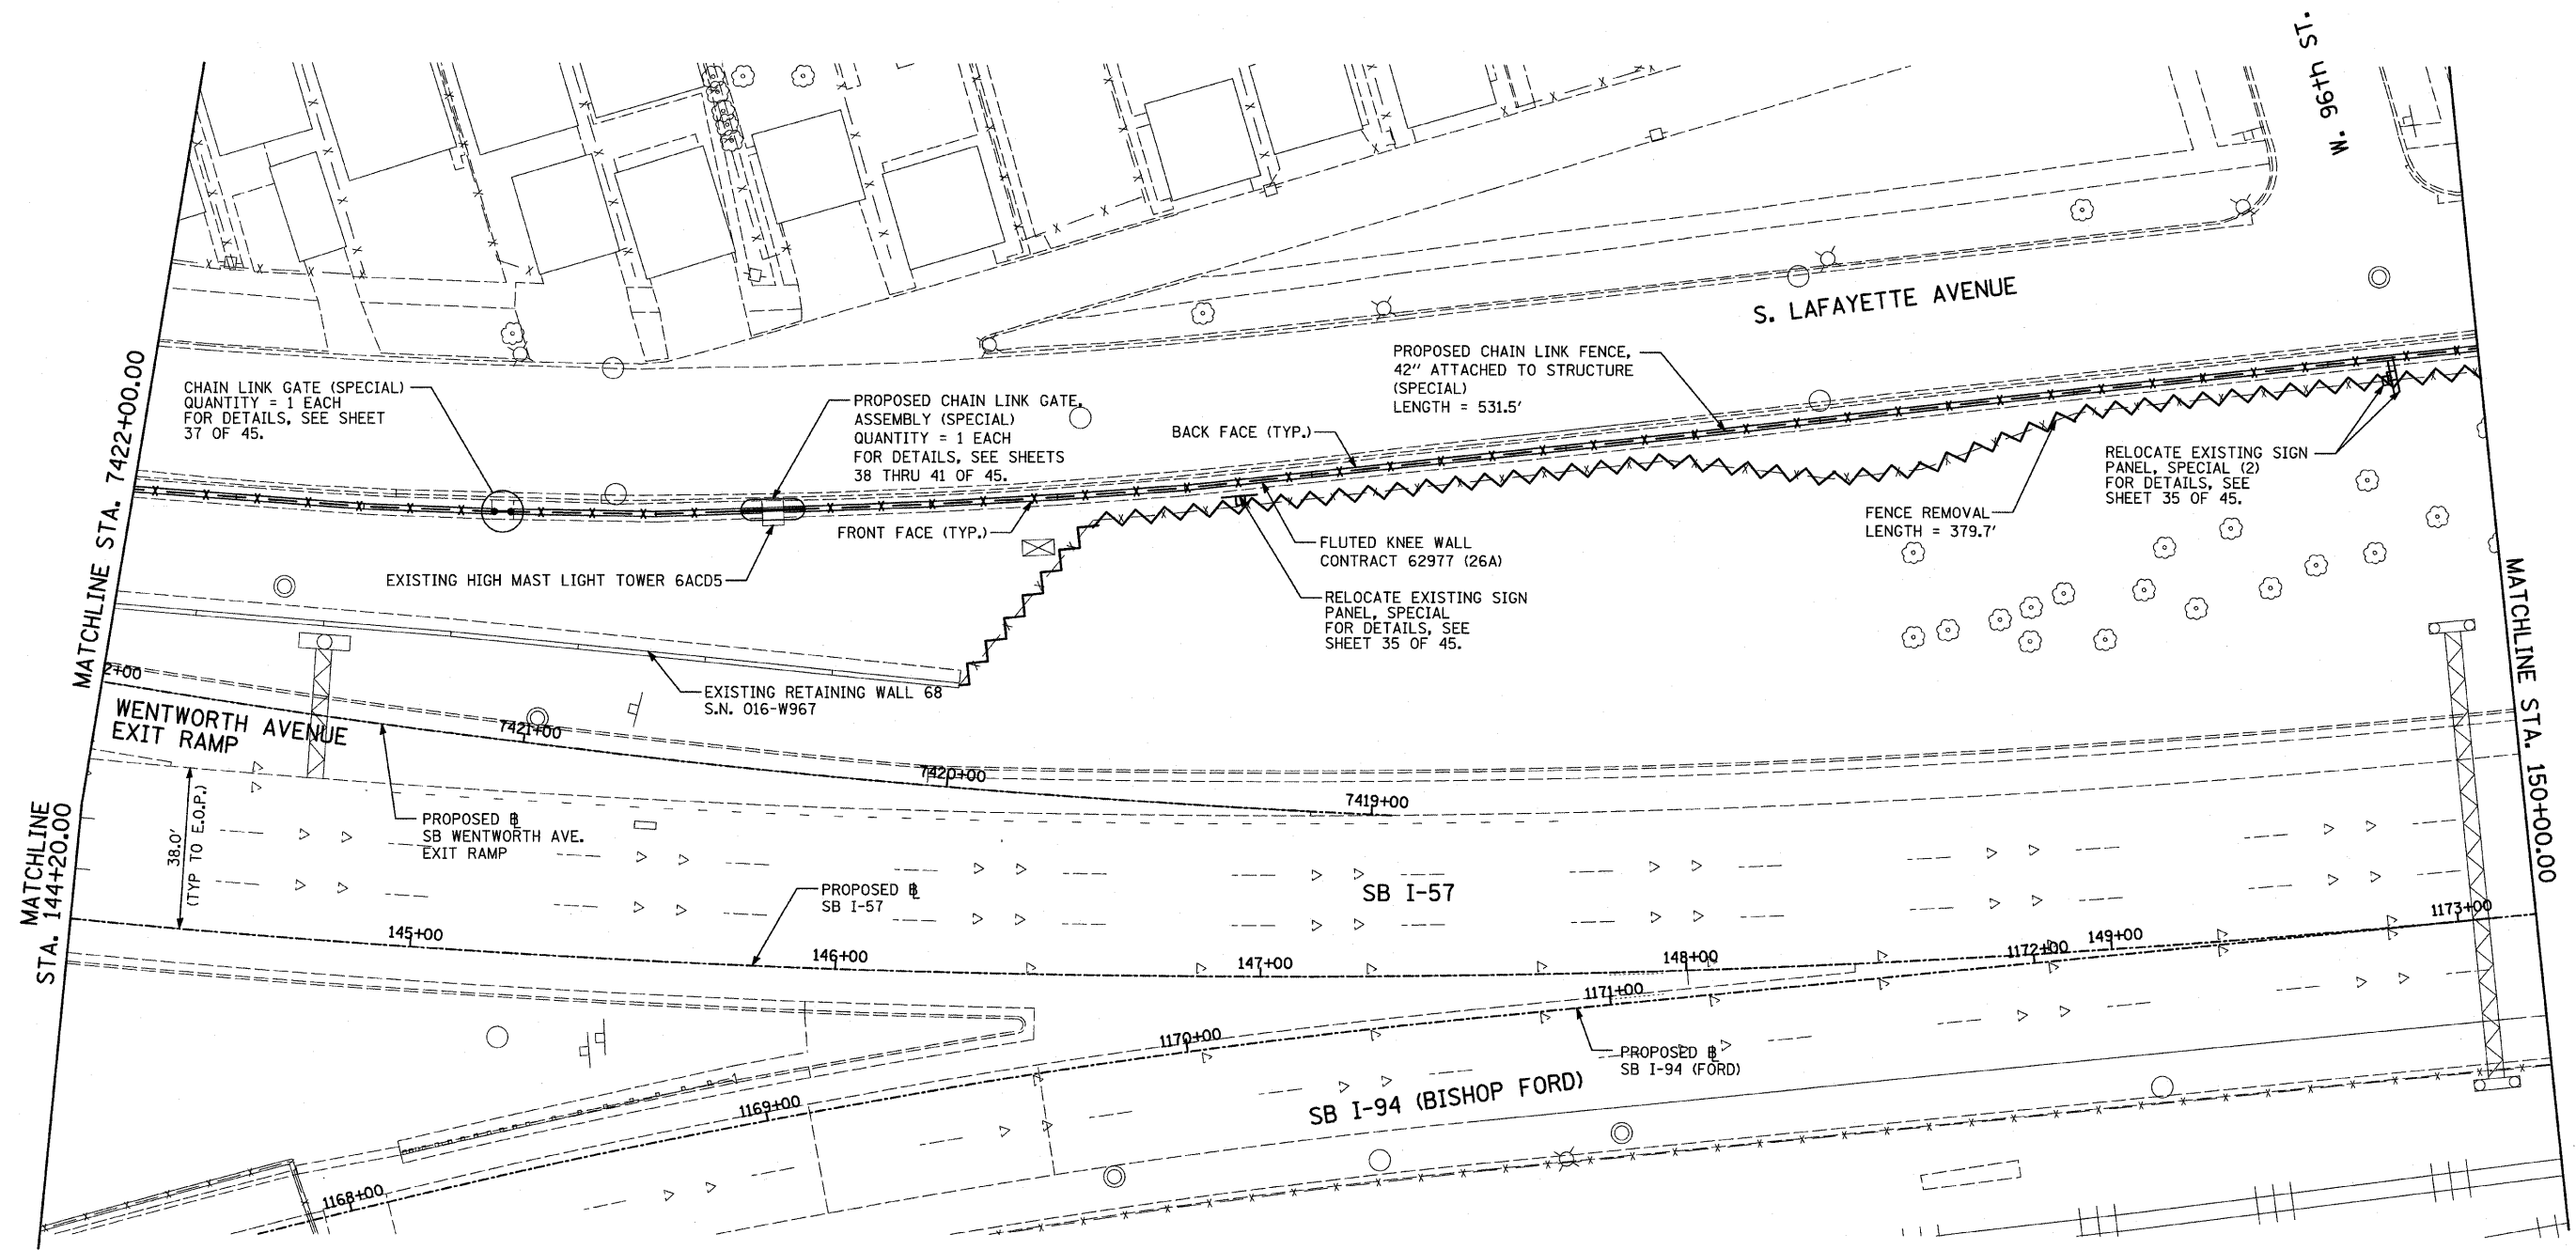 W. 96th ST.
S. LAFAYETTE AVENUE
MATCHLINE STA. 7422+00.00
CHAIN LINK GATE (SPECIAL)
QUANTITY = 1 EACH
FOR DETAILS, SEE SHEET
37 OF 45.
PROPOSED CHAIN LINK GATE,
ASSEMBLY (SPECIAL)
QUANTITY = 1 EACH
FOR DETAILS, SEE SHEETS
38 THRU 41 OF 45.
PROPOSED CHAIN LINK FENCE,
42" ATTACHED TO STRUCTURE
(SPECIAL)
LENGTH = 531.5'
BACK FACE (TYP.)
FRONT FACE (TYP.)
EXISTING HIGH MAST LIGHT TOWER 6ACD5
FLUTED KNEE WALL
CONTRACT 62977 (26A)
RELOCATE EXISTING SIGN
PANEL, SPECIAL
FOR DETAILS, SEE
SHEET 35 OF 45.
FENCE REMOVAL
LENGTH = 379.7'
RELOCATE EXISTING SIGN
PANEL, SPECIAL (2)
FOR DETAILS, SEE
SHEET 35 OF 45.
MATCHLINE STA. 150+00.00
EXISTING RETAINING WALL 68
S.N. 016-W967
2+00
WENTWORTH AVENUE
EXIT RAMP
7421+00
7420+00
7419+00
MATCHLINE
STA. 144+20.00
38.0'
(TYP TO E.O.P.)
PROPOSED ℄
SB WENTWORTH AVE.
EXIT RAMP
PROPOSED ℄
SB I-57
SB I-57
145+00
146+00
147+00
148+00
149+00
1173+00
1172+00
1171+00
1170+00
1169+00
1168+00
PROPOSED ℄
SB I-94 (FORD)
SB I-94 (BISHOP FORD)